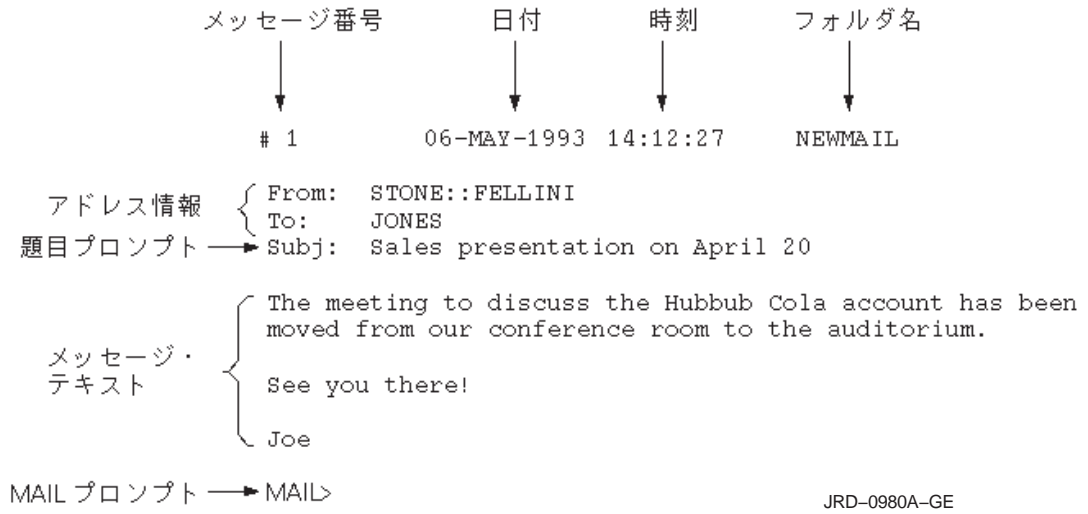 メッセージ番号 日付 時刻 フォルダ名
# 1 06-MAY-1993 14:12:27 NEWMAIL
アドレス情報
From: STONE::FELLINI
To: JONES
題目プロンプト Subj: Sales presentation on April 20
The meeting to discuss the Hubbub Cola account has been
moved from our conference room to the auditorium.
メッセージ・
テキスト
See you there!
Joe
MAIL プロンプト MAIL>
JRD–0980A–GE